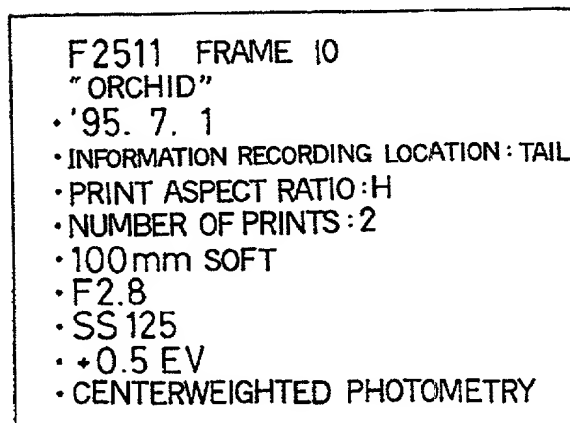 F2511 FRAME 10
"ORCHID"
·'95. 7. 1
·INFORMATION RECORDING LOCATION: TAIL
·PRINT ASPECT RATIO:H
·NUMBER OF PRINTS:2
·100mm SOFT
·F2.8
·SS 125
·+0.5 EV
·CENTERWEIGHTED PHOTOMETRY